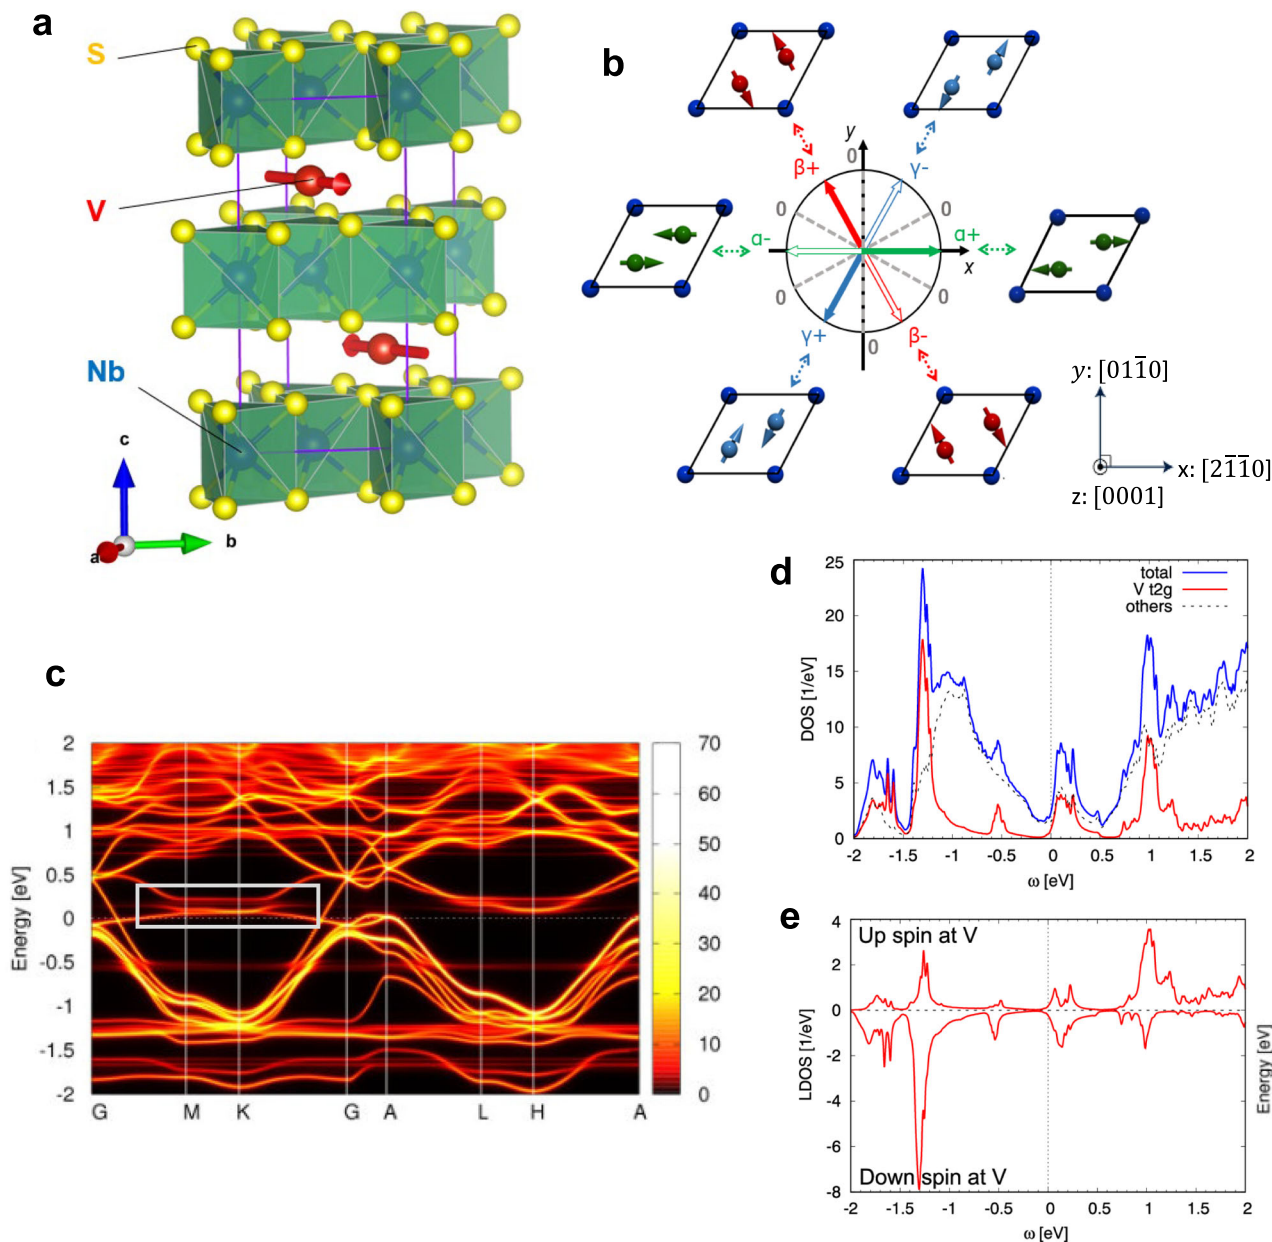 a
S
V
Nb
c
b
a
b
y
0
β+
γ-
0
0
α-
α+
x
0
0
γ+
β-
0
y: [011̅0]
x: [21̅1̅0]
z: [0001]
c
2
1.5
1
0.5
0
-0.5
-1
-1.5
-2
Energy [eV]
G M K G A L H A
70
60
50
40
30
20
10
0
d
25
20
15
10
5
0
DOS [1/eV]
total
V t2g
others
-2 -1.5 -1 -0.5 0 0.5 1 1.5 2
ω [eV]
e
Up spin at V
4
2
0
-2
-4
-6
-8
LDOS [1/eV]
Energy [eV]
Down spin at V
-2 -1.5 -1 -0.5 0 0.5 1 1.5 2
ω [eV]